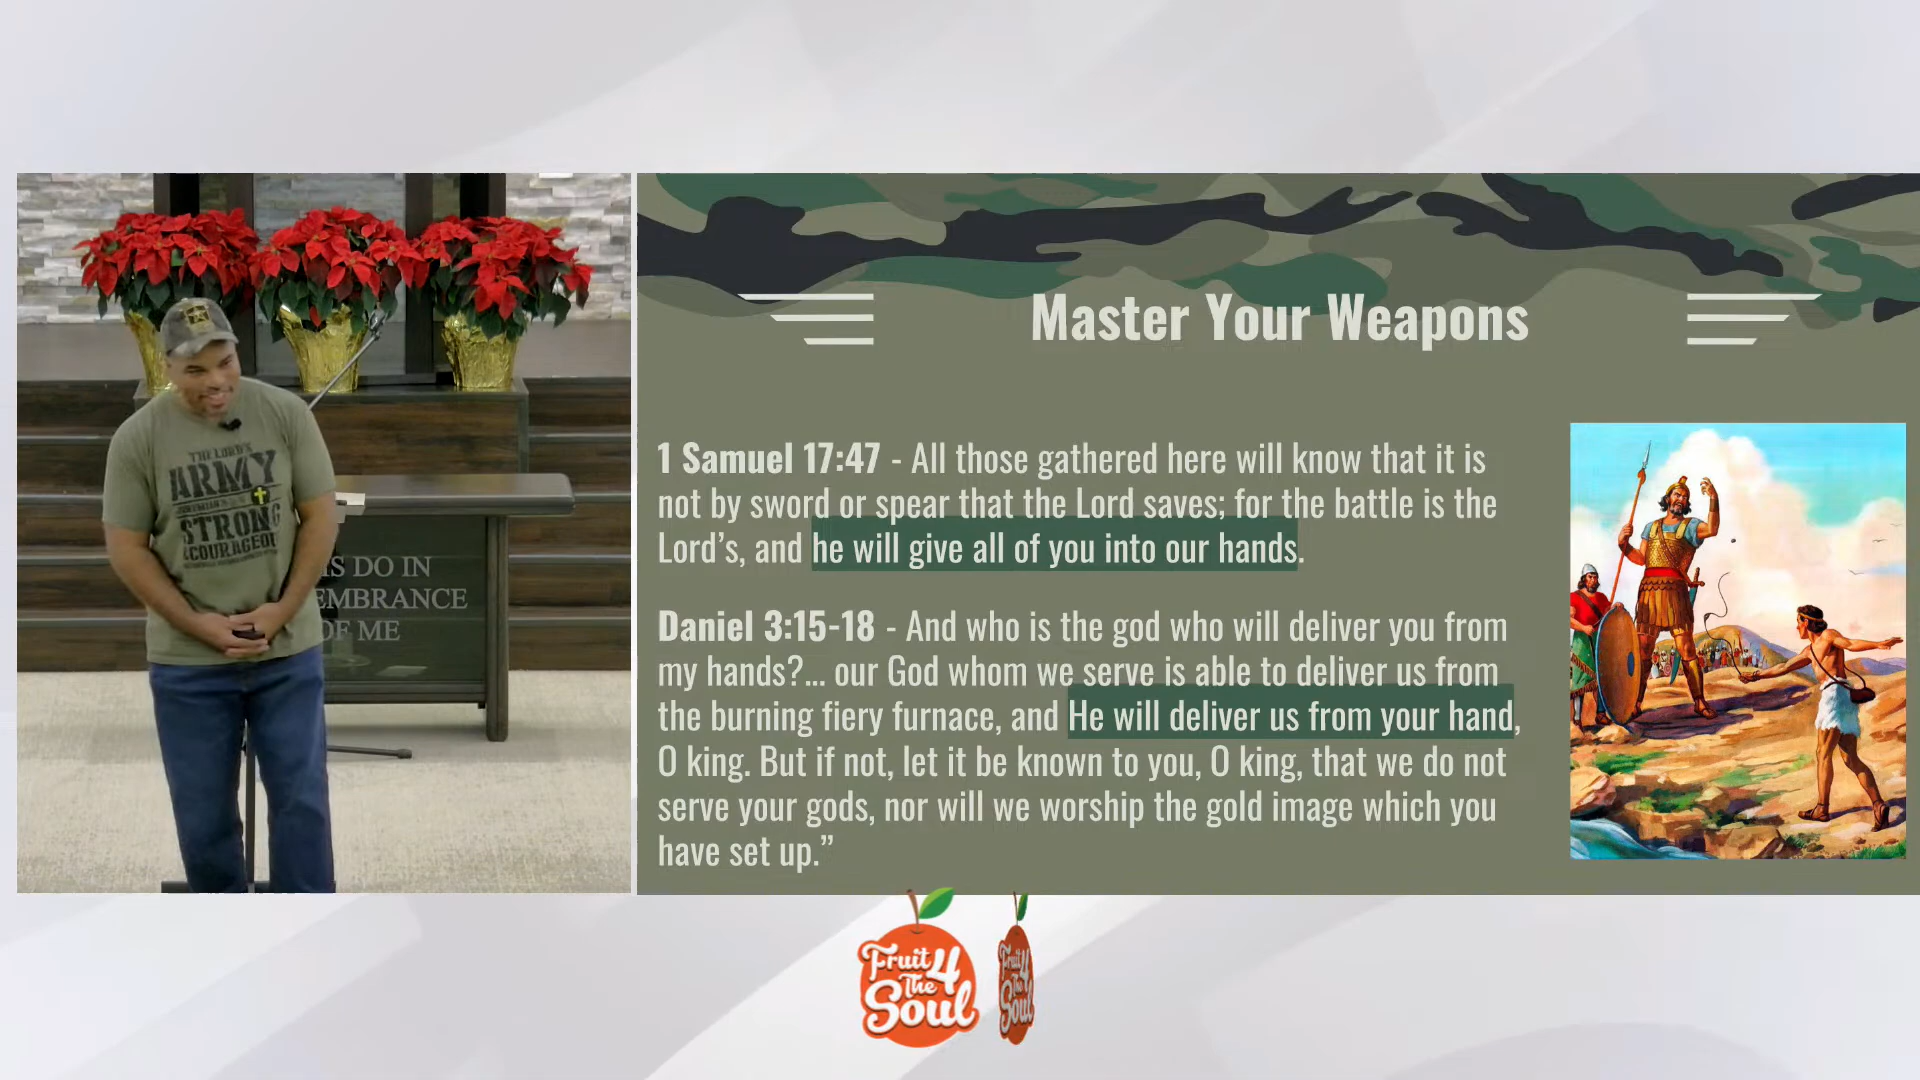 THE LORD'S
ARMY
STRONG
&COURAGEOU
IS DO IN
EMBRANCE
OF ME
Master Your Weapons
1 Samuel 17:47 - All those gathered here will know that it is
not by sword or spear that the Lord saves; for the battle is the
Lord’s, and he will give all of you into our hands.
Daniel 3:15-18 - And who is the god who will deliver you from
my hands?... our God whom we serve is able to deliver us from
the burning fiery furnace, and He will deliver us from your hand,
O king. But if not, let it be known to you, O king, that we do not
serve your gods, nor will we worship the gold image which you
have set up.”
Fruit
4
The
Soul
Fruit
4
The
Soul